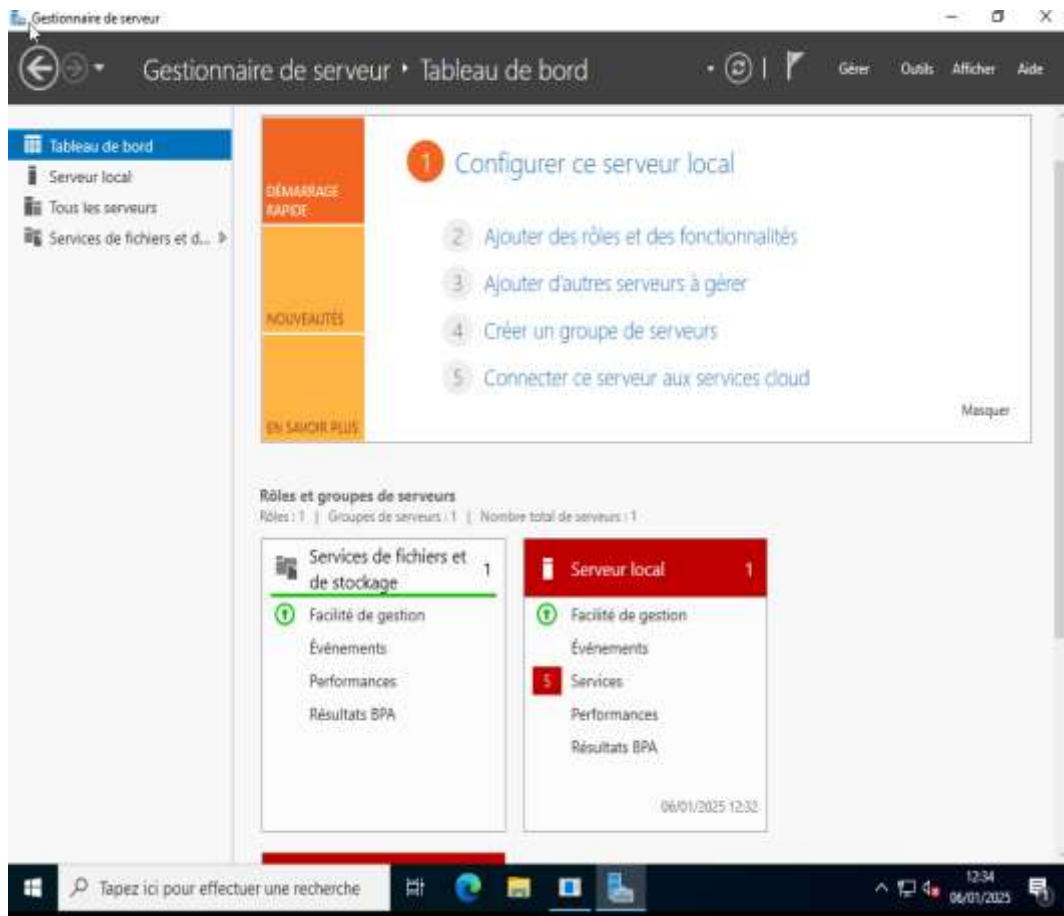 Gestionnaire de serveur
Gestionnaire de serveur • Tableau de bord
Gérer Outils Afficher Aide
Tableau de bord
Serveur local
Tous les serveurs
Services de fichiers et d...
DÉMARRAGE
RAPIDE
NOUVEAUTÉS
EN SAVOIR PLUS
1 Configurer ce serveur local
2 Ajouter des rôles et des fonctionnalités
3 Ajouter d'autres serveurs à gérer
4 Créer un groupe de serveurs
5 Connecter ce serveur aux services cloud
Masquer
Rôles et groupes de serveurs
Rôles : 1 | Groupes de serveurs : 1 | Nombre total de serveurs : 1
Services de fichiers et
de stockage
1
Facilité de gestion
Événements
Performances
Résultats BPA
Serveur local 1
Facilité de gestion
Événements
5 Services
Performances
Résultats BPA
06/01/2025 12:32
Tapez ici pour effectuer une recherche
12:34
06/01/2025
1